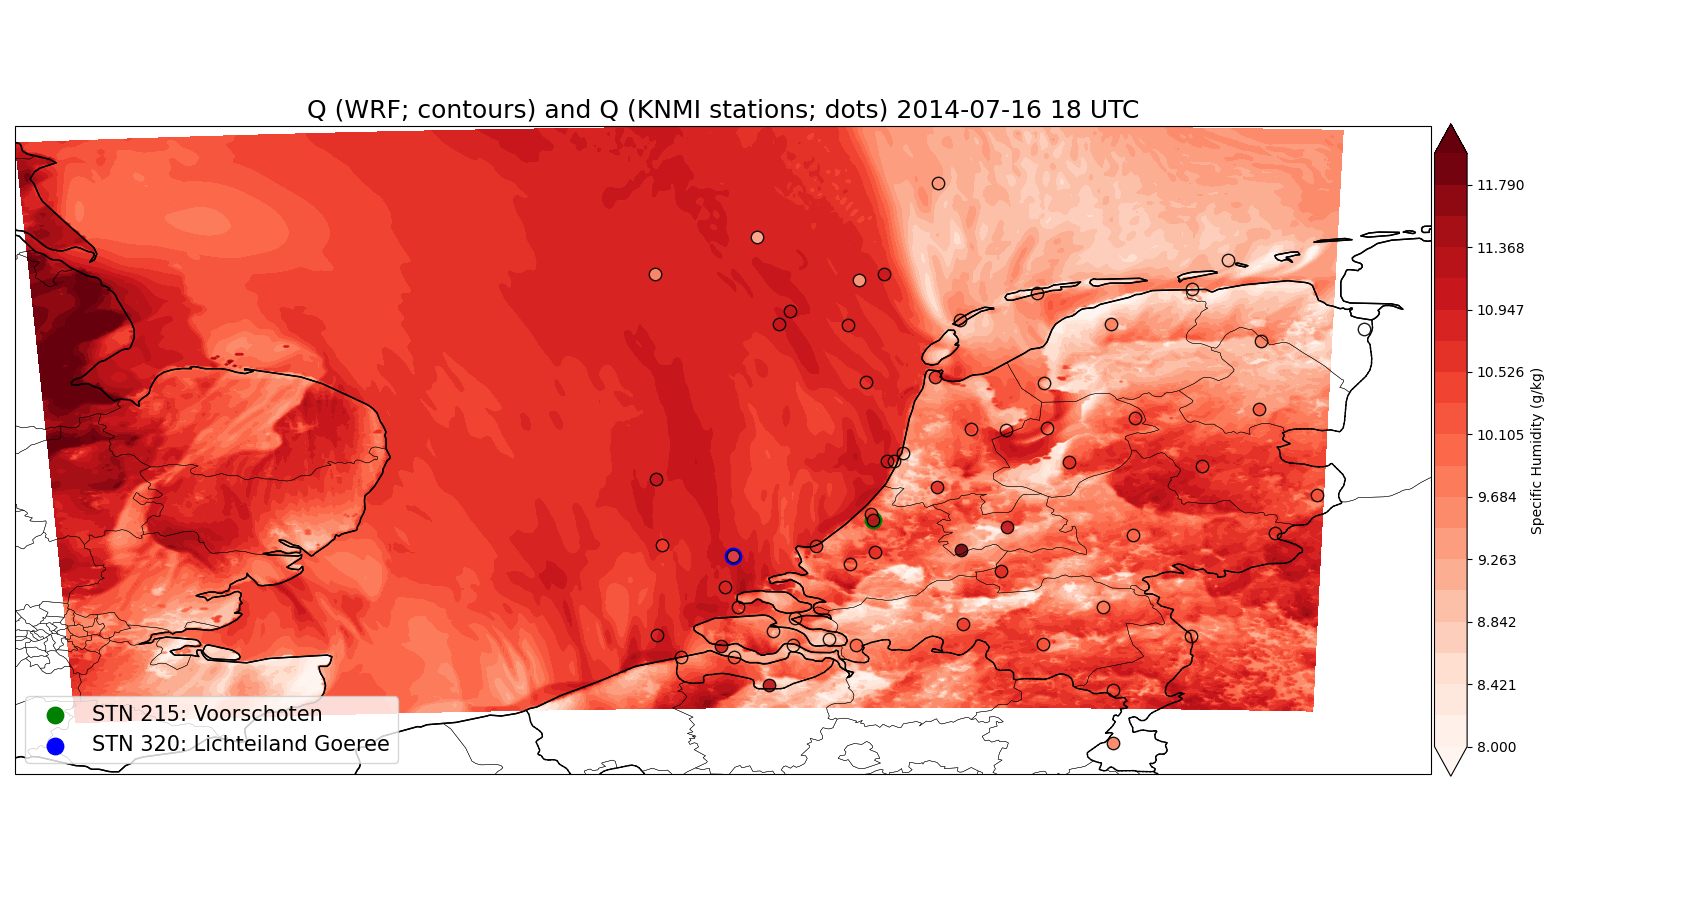 Q (WRF; contours) and Q (KNMI stations; dots) 2014-07-16 18 UTC
11.790
11.368
10.947
10.526
10.105
9.684
9.263
8.842
8.421
8.000
Specific Humidity (g/kg)
STN 215: Voorschoten
STN 320: Lichteiland Goeree